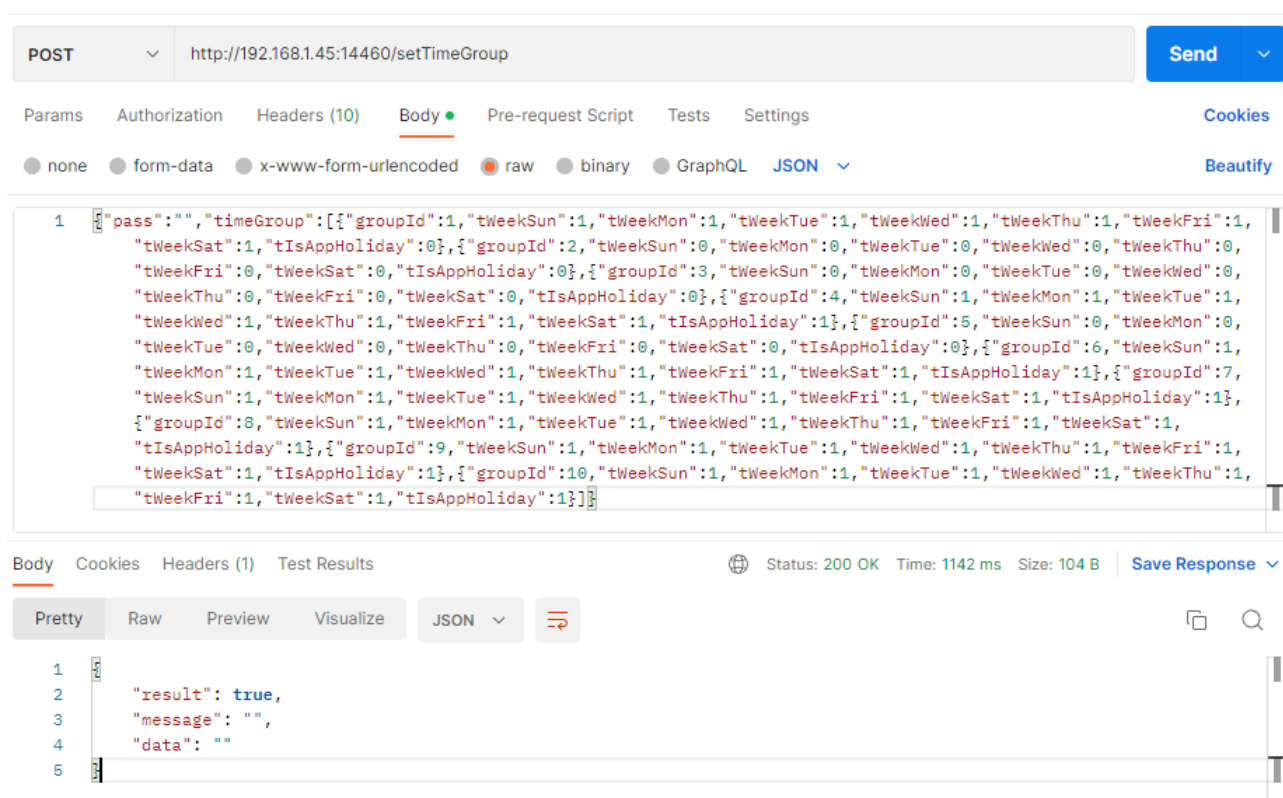 POST http://192.168.1.45:14460/setTimeGroup Send
Params Authorization Headers (10) Body Pre-request Script Tests Settings Cookies
none form-data x-www-form-urlencoded raw binary GraphQL JSON Beautify
1 {"pass":"","timeGroup":[{"groupId":1,"tWeekSun":1,"tWeekMon":1,"tWeekTue":1,"tWeekWed":1,"tWeekThu":1,"tWeekFri":1,
"tWeekSat":1,"tIsAppHoliday":0},{"groupId":2,"tWeekSun":0,"tWeekMon":0,"tWeekTue":0,"tWeekWed":0,"tWeekThu":0,
"tWeekFri":0,"tWeekSat":0,"tIsAppHoliday":0},{"groupId":3,"tWeekSun":0,"tWeekMon":0,"tWeekTue":0,"tWeekWed":0,
"tWeekThu":0,"tWeekFri":0,"tWeekSat":0,"tIsAppHoliday":0},{"groupId":4,"tWeekSun":1,"tWeekMon":1,"tWeekTue":1,
"tWeekWed":1,"tWeekThu":1,"tWeekFri":1,"tWeekSat":1,"tIsAppHoliday":1},{"groupId":5,"tWeekSun":0,"tWeekMon":0,
"tWeekTue":0,"tWeekWed":0,"tWeekThu":0,"tWeekFri":0,"tWeekSat":0,"tIsAppHoliday":0},{"groupId":6,"tWeekSun":1,
"tWeekMon":1,"tWeekTue":1,"tWeekWed":1,"tWeekThu":1,"tWeekFri":1,"tWeekSat":1,"tIsAppHoliday":1},{"groupId":7,
"tWeekSun":1,"tWeekMon":1,"tWeekTue":1,"tWeekWed":1,"tWeekThu":1,"tWeekFri":1,"tWeekSat":1,"tIsAppHoliday":1},
{"groupId":8,"tWeekSun":1,"tWeekMon":1,"tWeekTue":1,"tWeekWed":1,"tWeekThu":1,"tWeekFri":1,"tWeekSat":1,
"tIsAppHoliday":1},{"groupId":9,"tWeekSun":1,"tWeekMon":1,"tWeekTue":1,"tWeekWed":1,"tWeekThu":1,"tWeekFri":1,
"tWeekSat":1,"tIsAppHoliday":1},{"groupId":10,"tWeekSun":1,"tWeekMon":1,"tWeekTue":1,"tWeekWed":1,"tWeekThu":1,
"tWeekFri":1,"tWeekSat":1,"tIsAppHoliday":1}]}
Body Cookies Headers (1) Test Results Status: 200 OK Time: 1142 ms Size: 104 B Save Response
Pretty Raw Preview Visualize JSON
1 {
2 "result": true,
3 "message": "",
4 "data": ""
5 }